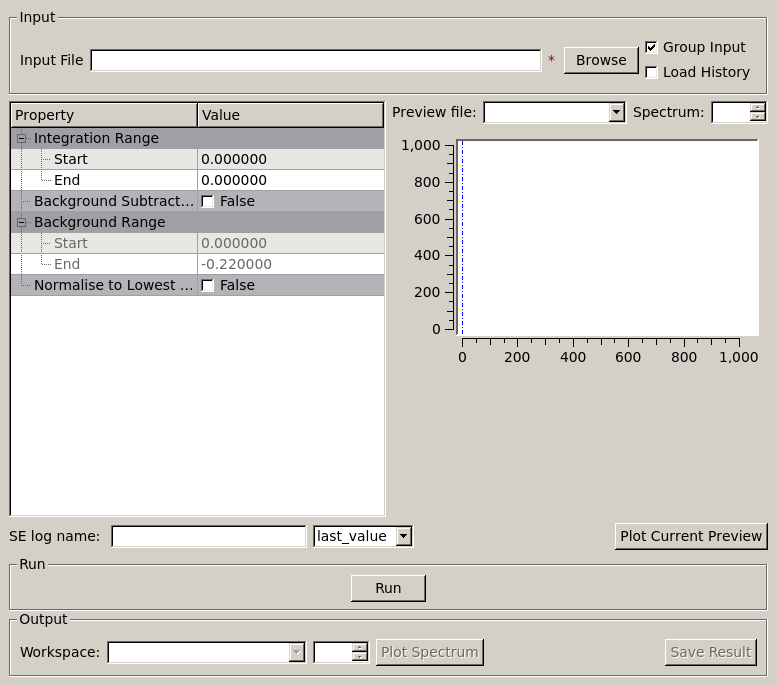 Input
Input File * Browse
Group Input
Load History
Property Value
Integration Range
Start 0.000000
End 0.000000
Background Subtract... False
Background Range
Start 0.000000
End -0.220000
Normalise to Lowest ... False
Preview file: Spectrum:
1,000
800
600
400
200
0
0 200 400 600 800 1,000
SE log name: last_value Plot Current Preview
Run
Run
Output
Workspace: Plot Spectrum Save Result